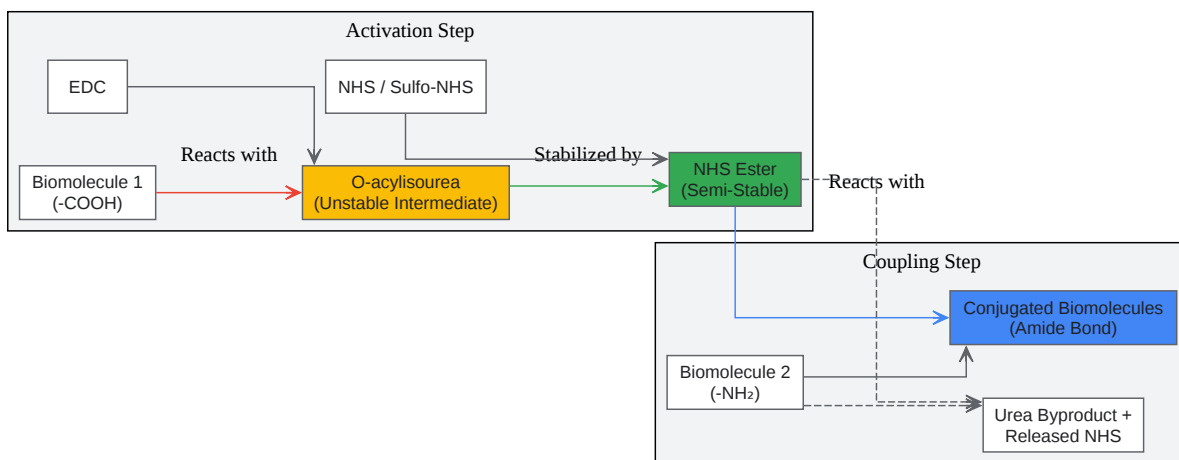 Activation Step
EDC
NHS / Sulfo-NHS
Reacts with
Stabilized by
Biomolecule 1
(-COOH)
O-acylisourea
(Unstable Intermediate)
NHS Ester
(Semi-Stable)
Reacts with
Coupling Step
Conjugated Biomolecules
(Amide Bond)
Biomolecule 2
(-NH₂)
Urea Byproduct +
Released NHS